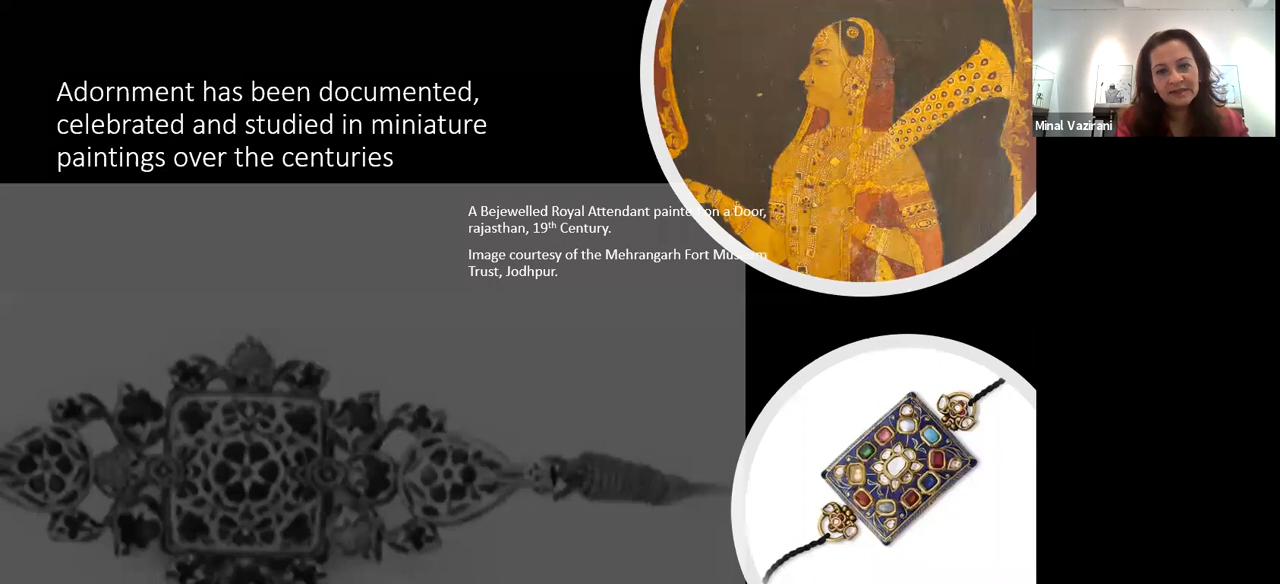 Adornment has been documented,
celebrated and studied in miniature
paintings over the centuries
A Bejewelled Royal Attendant painted on a Door,
rajasthan, 19th Century.
Image courtesy of the Mehrangarh Fort Museum
Trust, Jodhpur.
Minal Vazirani